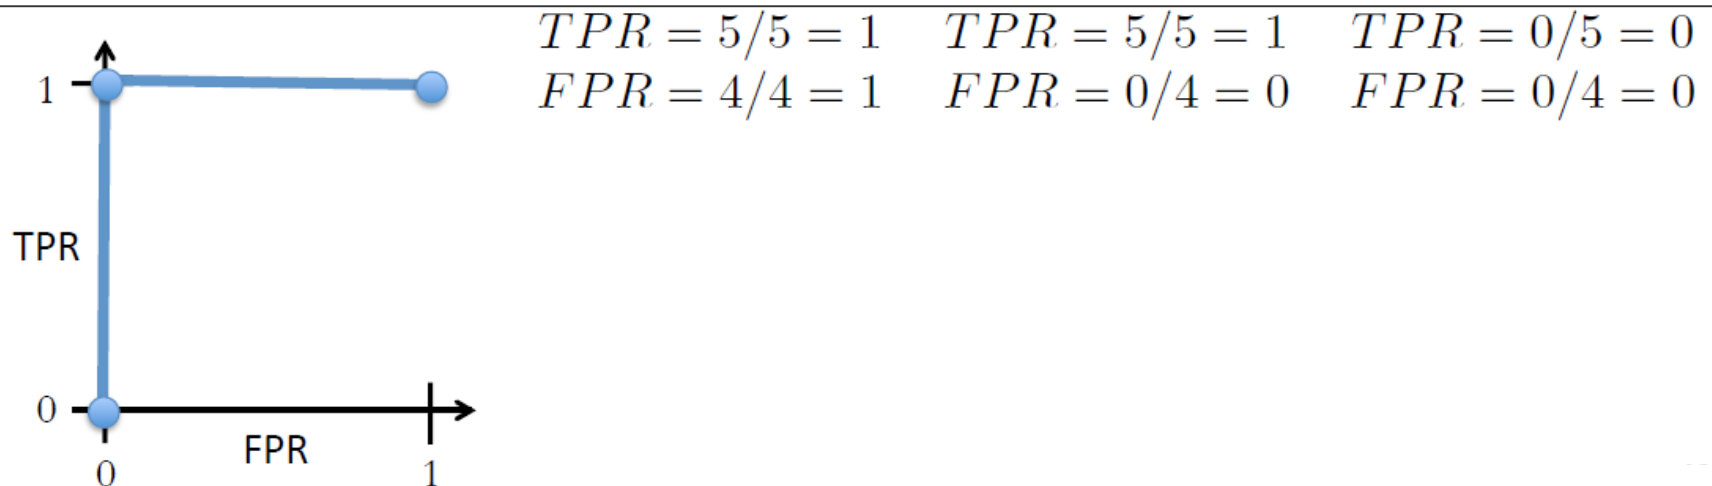 TPR = 5/5 = 1 TPR = 5/5 = 1 TPR = 0/5 = 0
FPR = 4/4 = 1 FPR = 0/4 = 0 FPR = 0/4 = 0
1
TPR
0
FPR
0 1